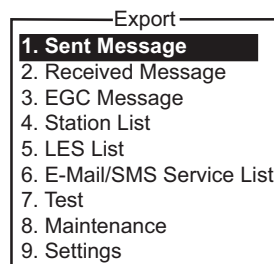 Export
1. Sent Message
2. Received Message
3. EGC Message
4. Station List
5. LES List
6. E-Mail/SMS Service List
7. Test
8. Maintenance
9. Settings